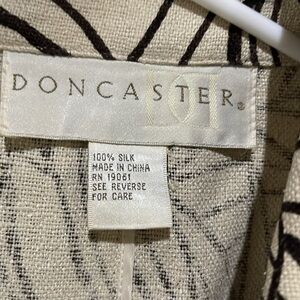 DONCASTER®
100% SILK
MADE IN CHINA
RN 19061
SEE REVERSE
FOR CARE